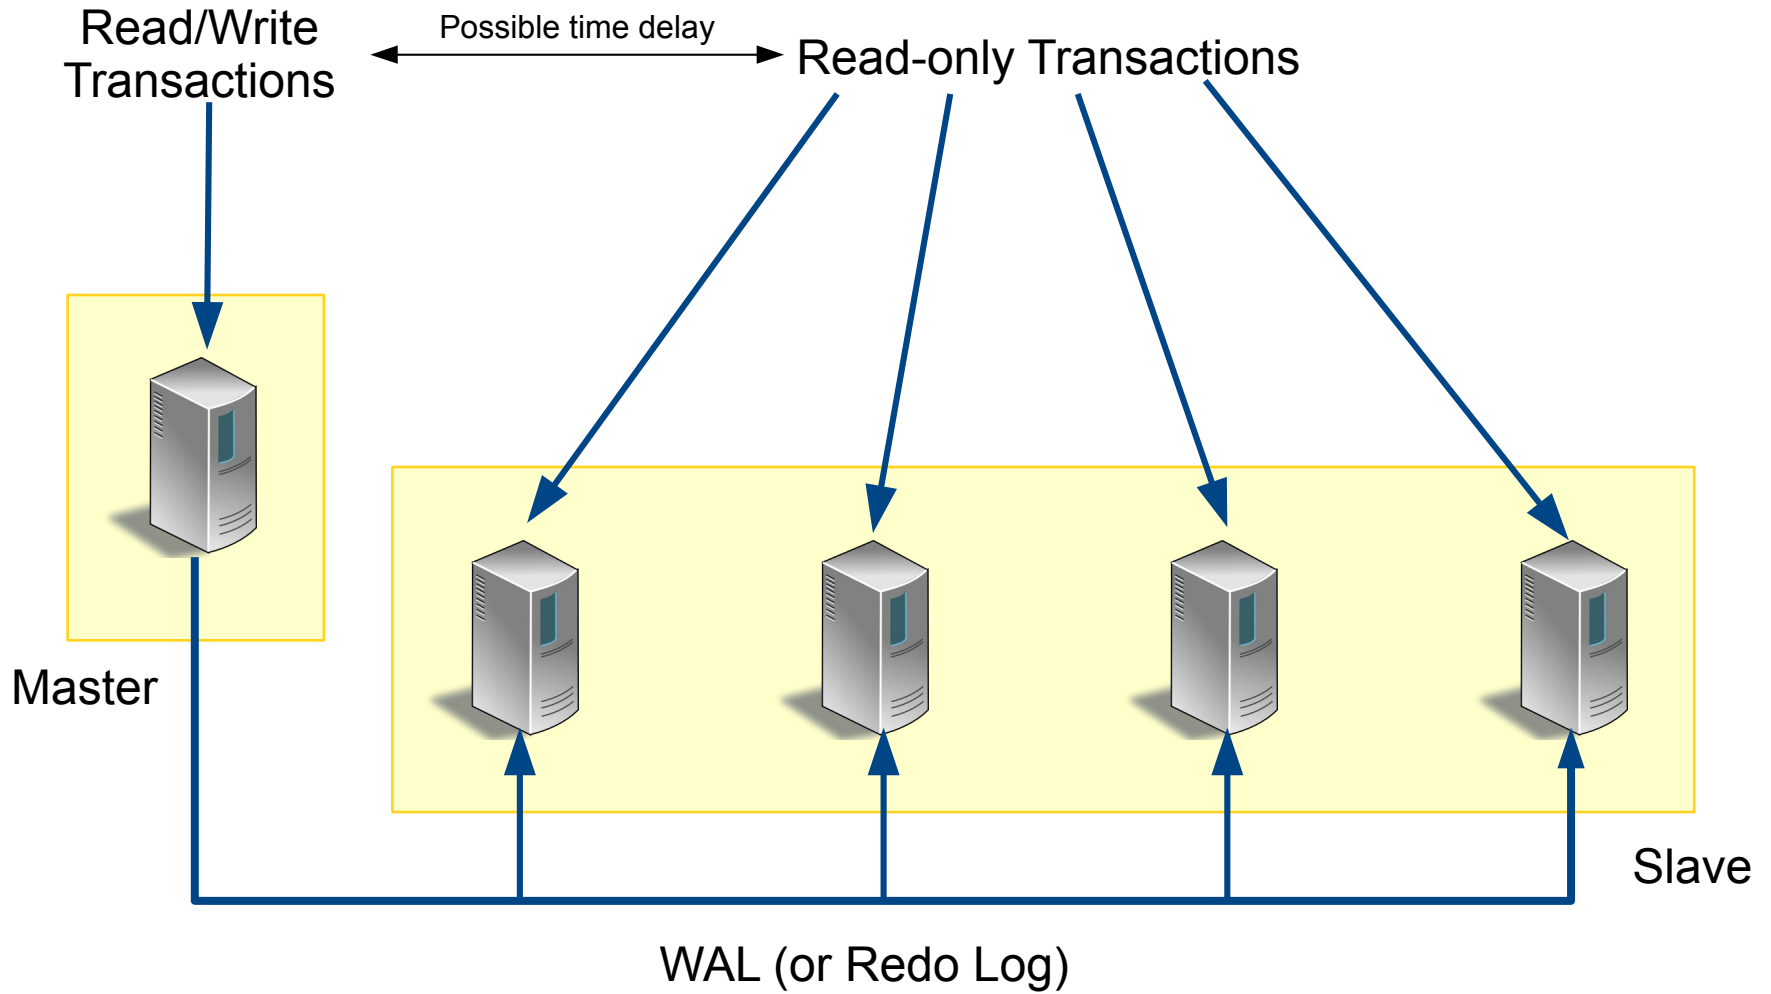 Read/Write
Transactions
Possible time delay
Read-only Transactions
Master
Slave
WAL (or Redo Log)